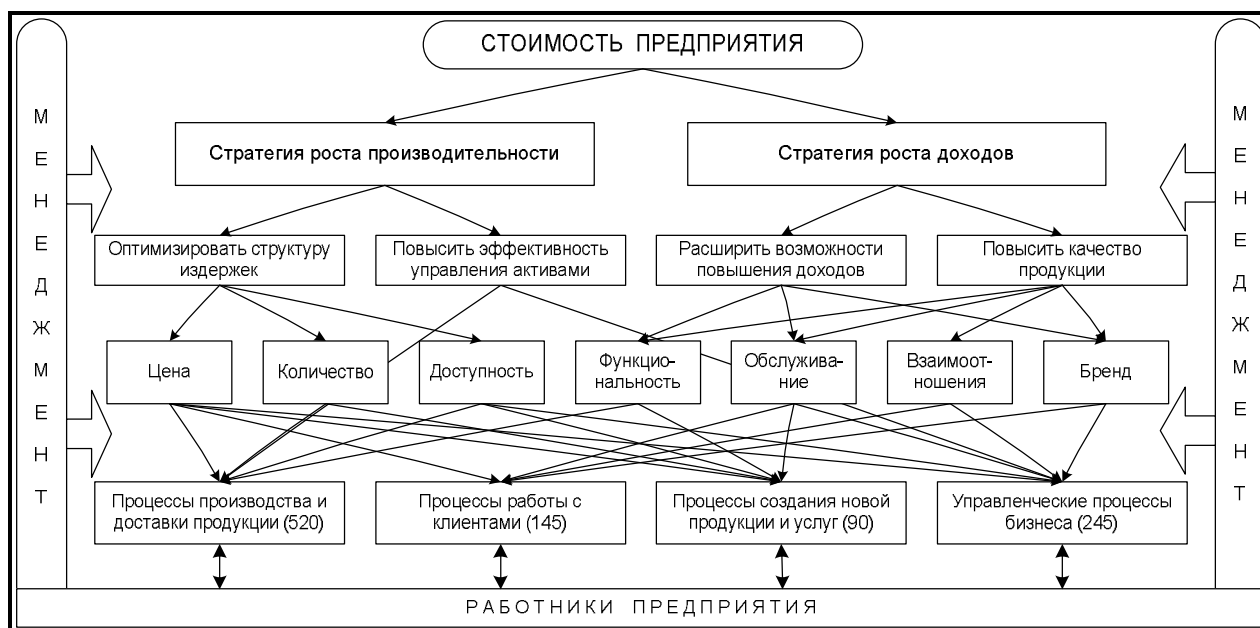 СТОИМОСТЬ ПРЕДПРИЯТИЯ
МЕНЕДЖМЕНТ
МЕНЕДЖМЕНТ
Стратегия роста производительности
Стратегия роста доходов
Оптимизировать структуру
издержек
Повысить эффективность
управления активами
Расширить возможности
повышения доходов
Повысить качество
продукции
Цена
Количество
Доступность
Функцио-
нальность
Обслужива-
ние
Взаимоот-
ношения
Бренд
Процессы производства и
доставки продукции (520)
Процессы работы с
клиентами (145)
Процессы создания новой
продукции и услуг (90)
Управленческие процессы
бизнеса (245)
РАБОТНИКИ ПРЕДПРИЯТИЯ